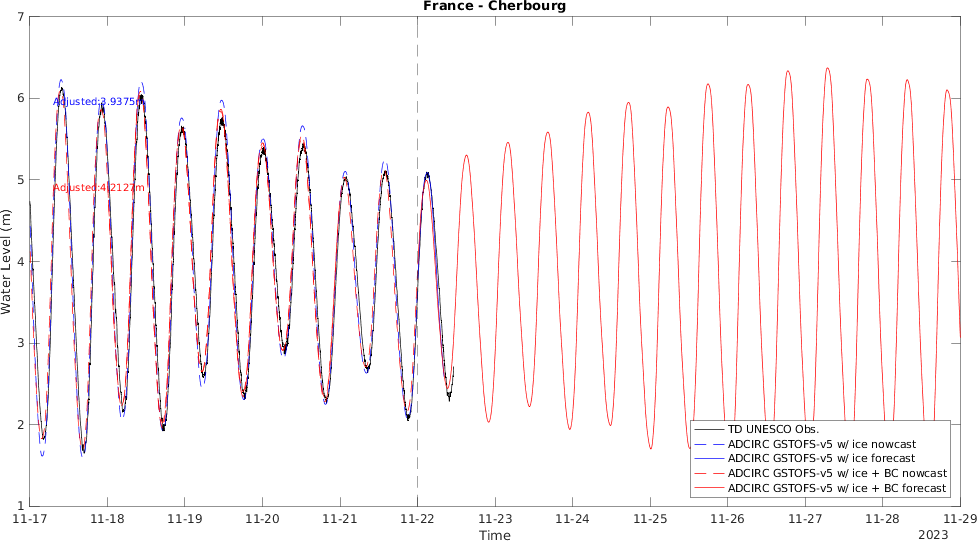 France - Cherbourg
7
6
5
4
3
2
1
Water Level (m)
Adjusted:3.9375m
Adjusted:4.2127m
TD UNESCO Obs.
ADCIRC GSTOFS-v5 w/ ice nowcast
ADCIRC GSTOFS-v5 w/ ice forecast
ADCIRC GSTOFS-v5 w/ ice + BC nowcast
ADCIRC GSTOFS-v5 w/ ice + BC forecast
11-17 11-18 11-19 11-20 11-21 11-22 11-23 11-24 11-25 11-26 11-27 11-28 11-29
Time
2023